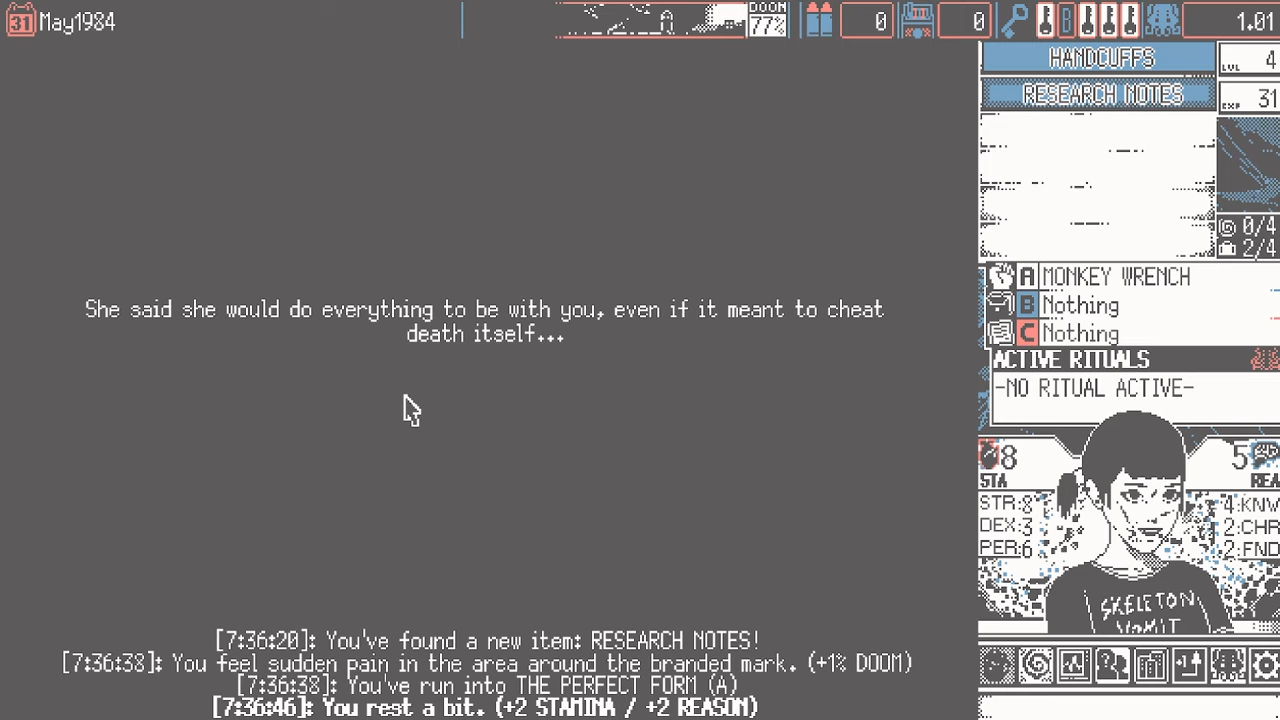 31 May1984
DOOM
77%
0
0
B
1.01
HANDCUFFS
LVL 4
RESEARCH NOTES
EXP 31
0/4
2/4
A MONKEY WRENCH
B Nothing
C Nothing
ACTIVE RITUALS
-NO RITUAL ACTIVE-
She said she would do everything to be with you, even if it meant to cheat
death itself...
8
5
STA
REA
STR:8
4:KNW
DEX:3
2:CHR
PER:6
2:FND
SKELETON
VOMIT
[7:36:20]: You've found a new item: RESEARCH NOTES!
[7:36:38]: You feel sudden pain in the area around the branded mark. (+1% DOOM)
[7:36:38]: You've run into THE PERFECT FORM (A)
[7:36:46]: You rest a bit. (+2 STAMINA / +2 REASON)